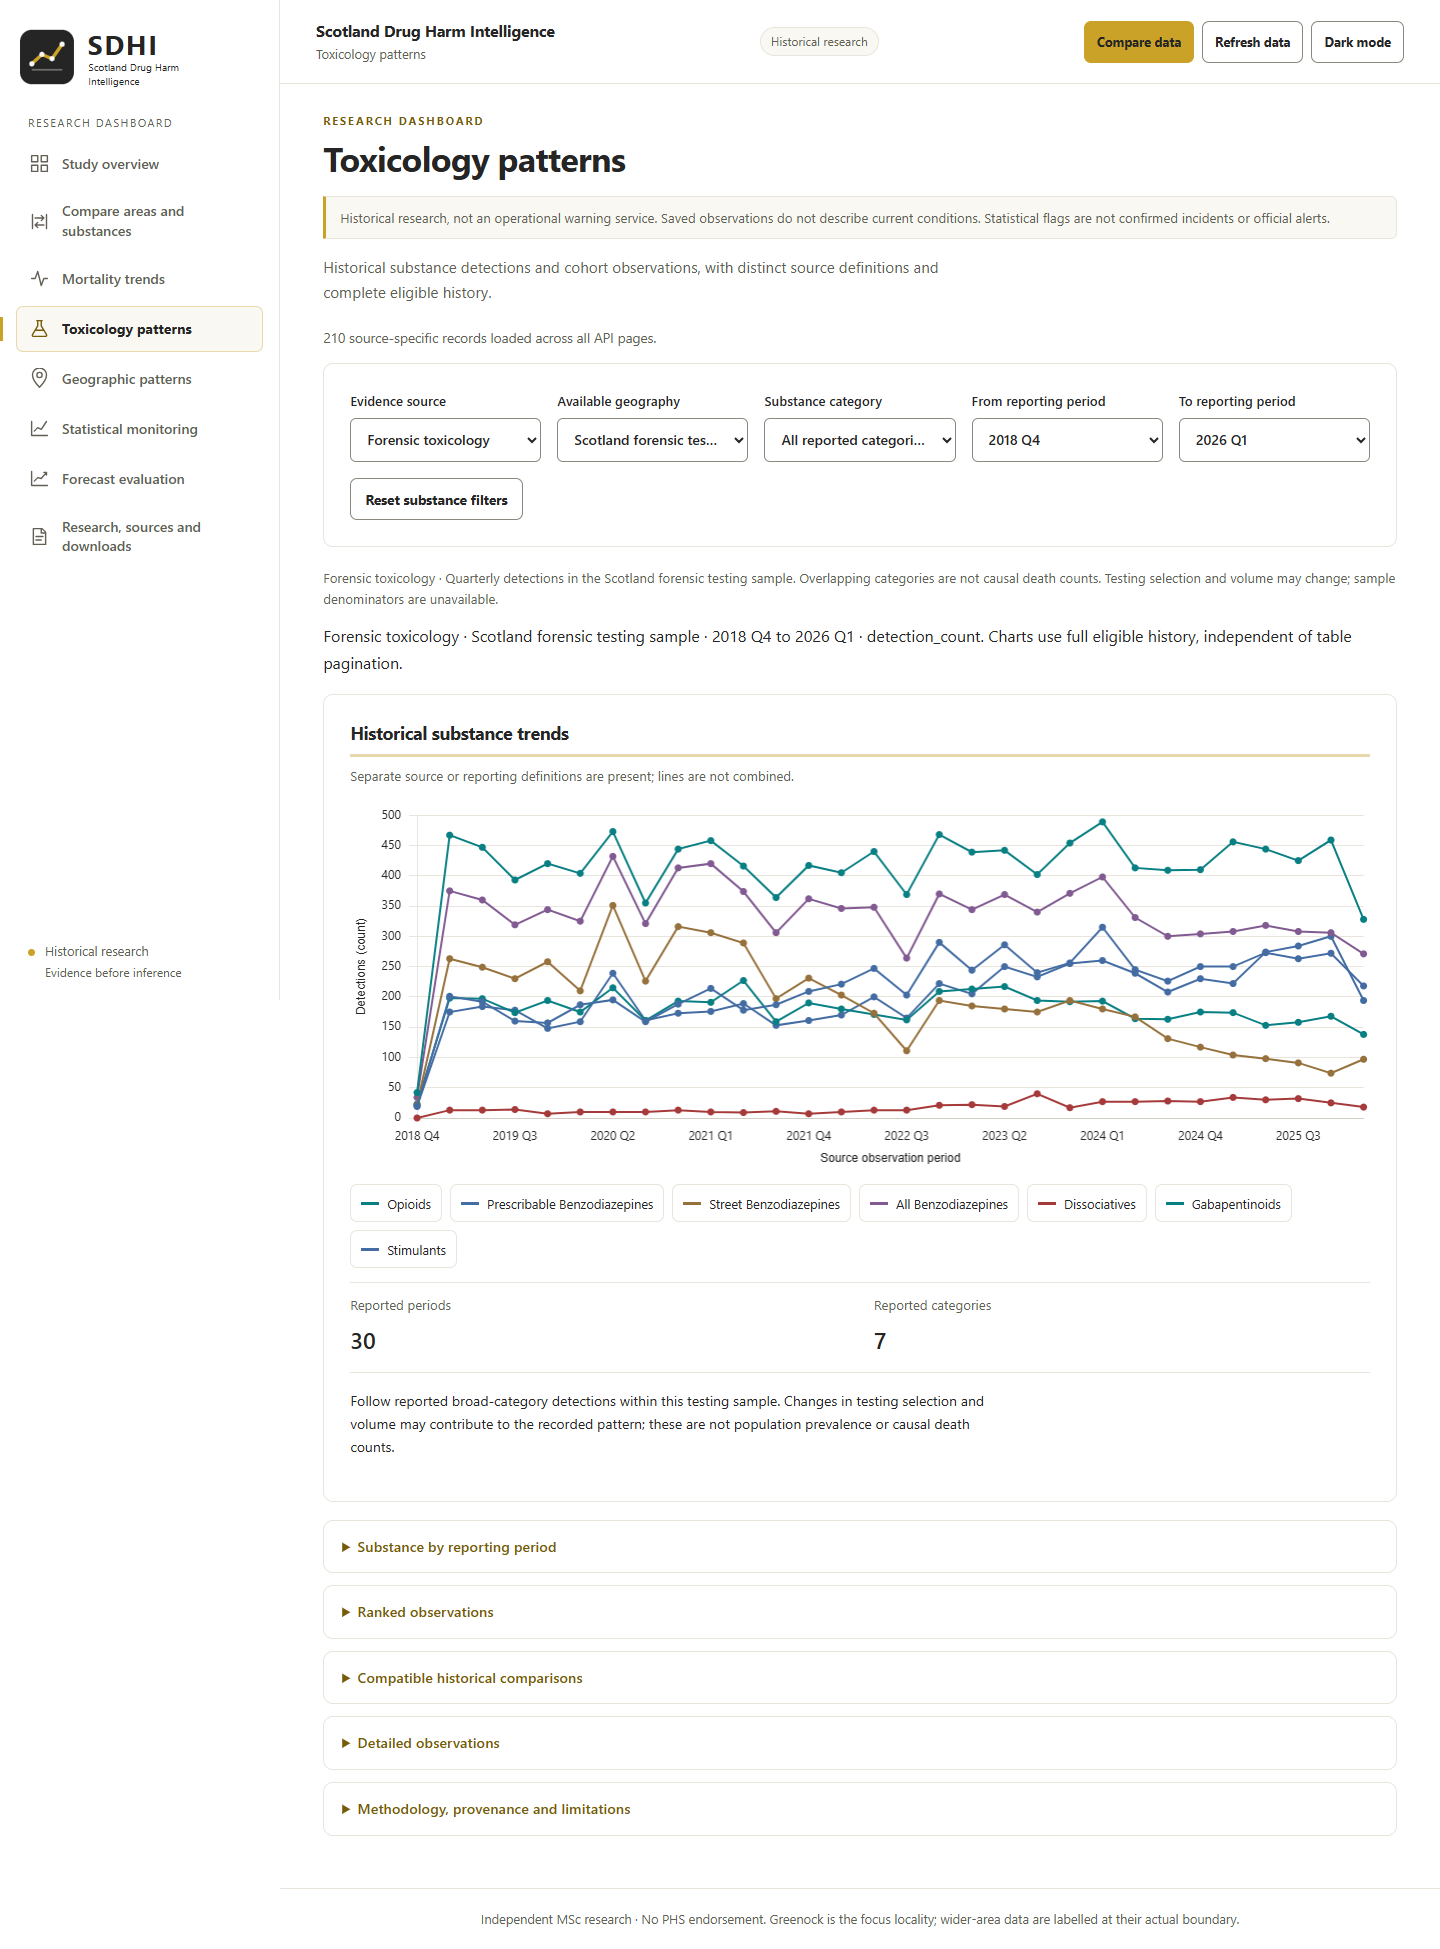 SDHI
Scotland Drug Harm
Intelligence
RESEARCH DASHBOARD
Study overview
Compare areas and
substances
Mortality trends
Toxicology patterns
Geographic patterns
Statistical monitoring
Forecast evaluation
Research, sources and
downloads
Historical research
Evidence before inference
Scotland Drug Harm Intelligence
Toxicology patterns
Historical research
Compare data
Refresh data
Dark mode
RESEARCH DASHBOARD
Toxicology patterns
Historical research, not an operational warning service. Saved observations do not describe current conditions. Statistical flags are not confirmed incidents or official alerts.
Historical substance detections and cohort observations, with distinct source definitions and
complete eligible history.
210 source-specific records loaded across all API pages.
Evidence source
Available geography
Substance category
From reporting period
To reporting period
Forensic toxicology
Scotland forensic tes...
All reported categori...
2018 Q4
2026 Q1
Reset substance filters
Forensic toxicology · Quarterly detections in the Scotland forensic testing sample. Overlapping categories are not causal death counts. Testing selection and volume may change; sample
denominators are unavailable.
Forensic toxicology · Scotland forensic testing sample · 2018 Q4 to 2026 Q1 · detection_count. Charts use full eligible history, independent of table
pagination.
Historical substance trends
Separate source or reporting definitions are present; lines are not combined.
Detections (count)
500
450
400
350
300
250
200
150
100
50
0
2018 Q4
2019 Q3
2020 Q2
2021 Q1
2021 Q4
2022 Q3
2023 Q2
2024 Q1
2024 Q4
2025 Q3
Source observation period
Opioids
Prescribable Benzodiazepines
Street Benzodiazepines
All Benzodiazepines
Dissociatives
Gabapentinoids
Stimulants
Reported periods
30
Reported categories
7
Follow reported broad-category detections within this testing sample. Changes in testing selection and
volume may contribute to the recorded pattern; these are not population prevalence or causal death
counts.
Substance by reporting period
Ranked observations
Compatible historical comparisons
Detailed observations
Methodology, provenance and limitations
Independent MSc research · No PHS endorsement. Greenock is the focus locality; wider-area data are labelled at their actual boundary.